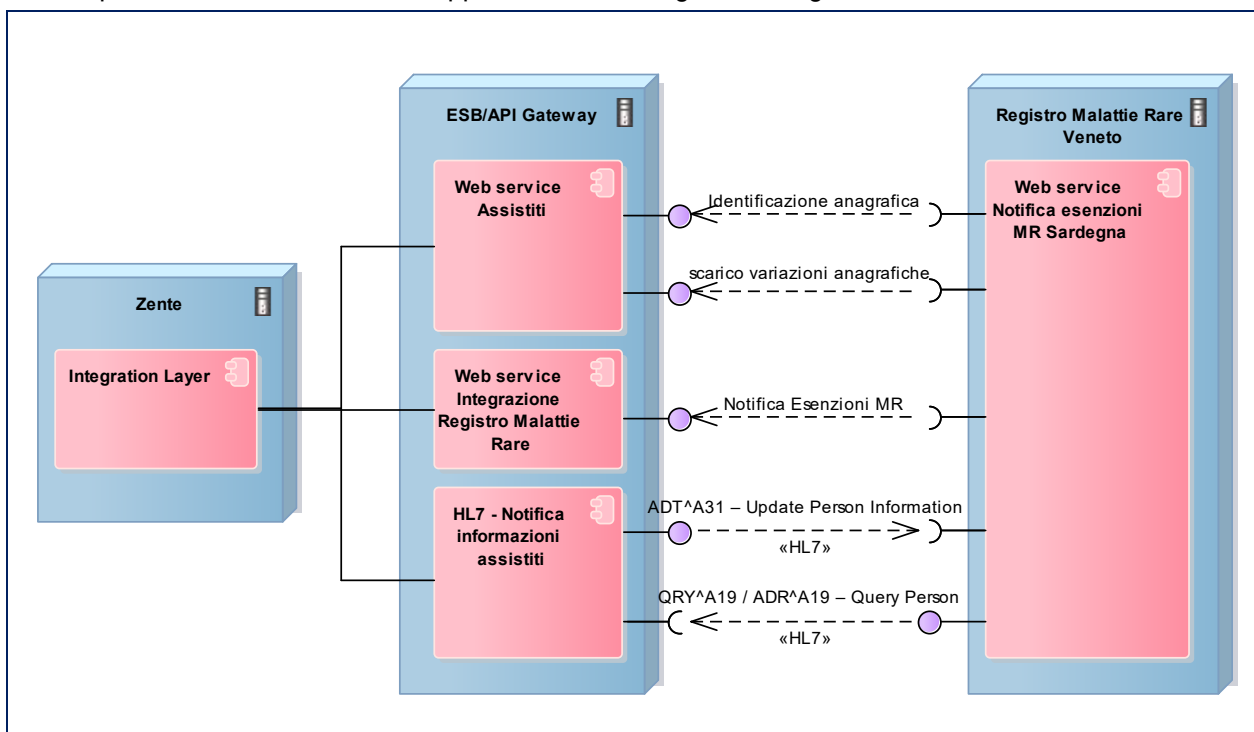 ESB/API Gateway
Registro Malattie Rare
Veneto
Web service
Assistiti
Identificazione anagrafica
Web service
Notifica esenzioni
MR Sardegna
scarico variazioni anagrafiche
Zente
Integration Layer
Web service
Integrazione
Registro Malattie
Rare
Notifica Esenzioni MR
HL7 - Notifica
informazioni
assistiti
ADT^A31 – Update Person Information
«HL7»
QRY^A19 / ADR^A19 – Query Person
«HL7»